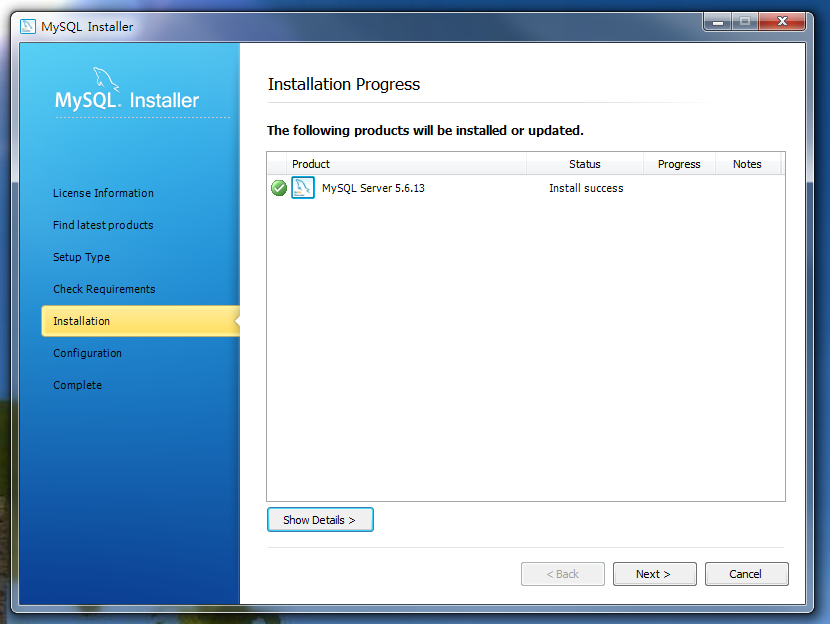 MySQL Installer
MySQL. Installer
License Information
Find latest products
Setup Type
Check Requirements
Installation
Configuration
Complete
Installation Progress
The following products will be installed or updated.
Product Status Progress Notes
MySQL Server 5.6.13 Install success
Show Details >
< Back Next > Cancel